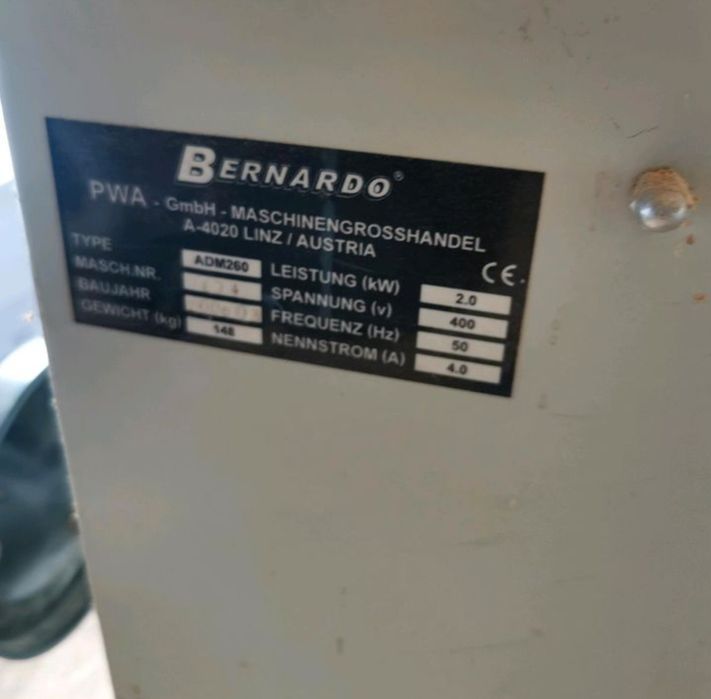 BERNARDO®
PWA - GmbH - MASCHINENGROSSHANDEL
A-4020 LINZ / AUSTRIA
CE
TYPE ADM260
MASCH.NR.
BAUJAHR
GEWICHT (kg) 148
LEISTUNG (kW) 2.0
SPANNUNG (v) 400
FREQUENZ (Hz) 50
NENNSTROM (A) 4.0